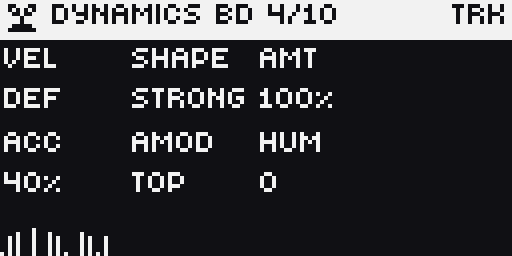 DYNAMICS BD 4/10 TRK
VEL SHAPE AMT
DEF STRONG 100%
ACC AMOD HUM
40% TOP 0